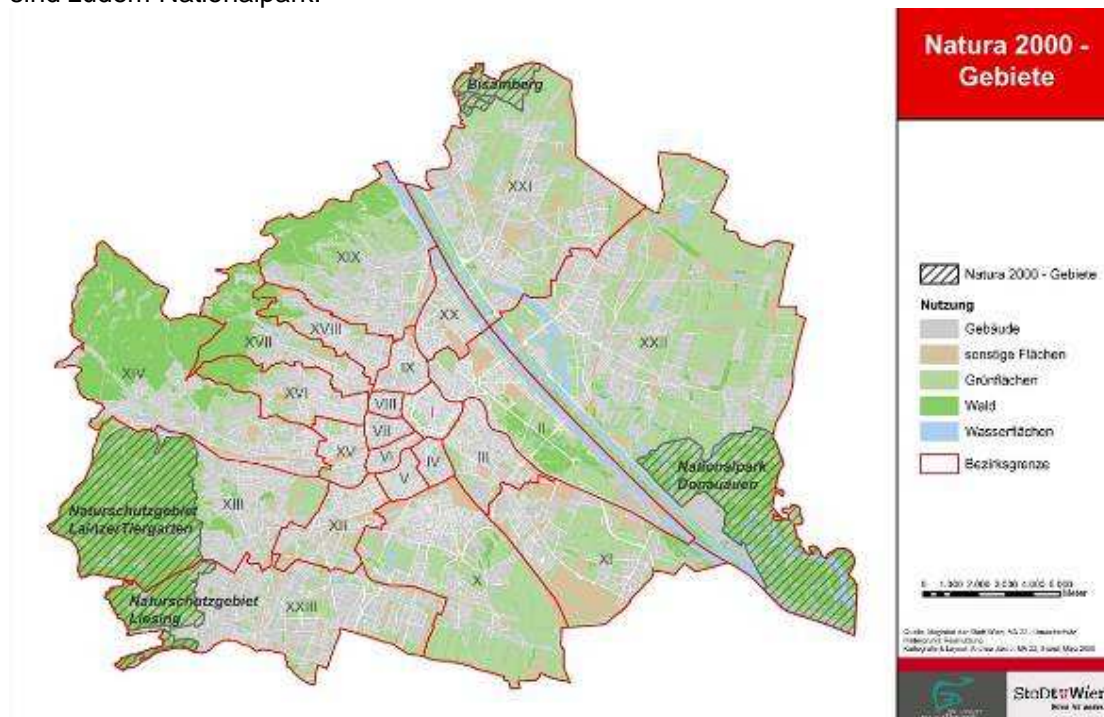 sind zudem Nationalpark.
Natura 2000 -
Gebiete
Bisamberg
XXI
XIX
XX
XXII
XVIII
XVII
IX
XIV
XVI
VIII
I
II
VII
XV
VI
IV
III
V
Nationalpark
Donauauen
XIII
Naturschutzgebiet
LainzerTiergarten
XII
XI
X
Naturschutzgebiet
Liesing
XXIII
Natura 2000 - Gebiete
Nutzung
Gebäude
sonstige Flächen
Grünflächen
Wald
Wasserflächen
Bezirksgrenze
Meter
StaDt Wien